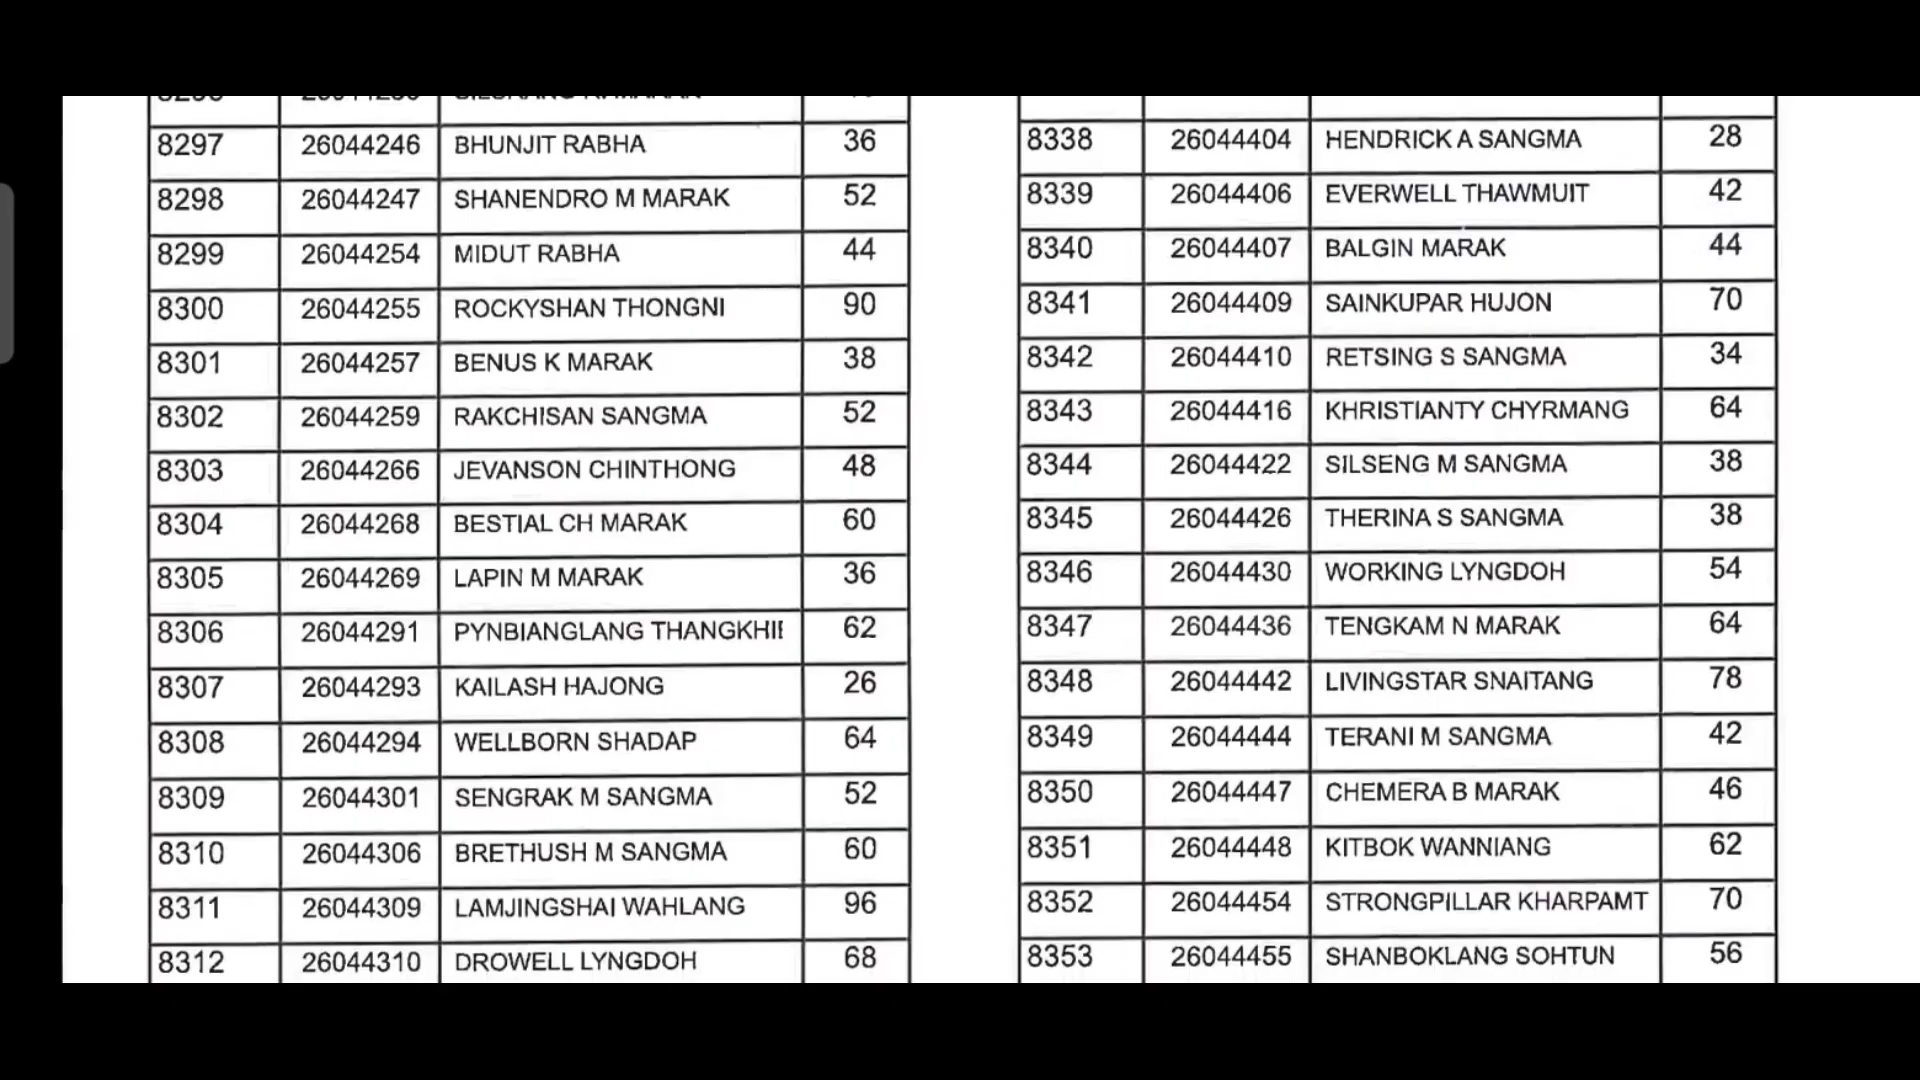 8297 26044246 BHUNJIT RABHA 36
8298 26044247 SHANENDRO M MARAK 52
8299 26044254 MIDUT RABHA 44
8300 26044255 ROCKYSHAN THONGNI 90
8301 26044257 BENUS K MARAK 38
8302 26044259 RAKCHISAN SANGMA 52
8303 26044266 JEVANSON CHINTHONG 48
8304 26044268 BESTIAL CH MARAK 60
8305 26044269 LAPIN M MARAK 36
8306 26044291 PYNBIANGLANG 62
8307 26044293 KAILASH HAJONG 26
8308 26044294 WELLBORN SHADAP 64
8309 26044301 SENGRAK M SANGMA 52
8310 26044306 BRETHUSH M SANGMA 60
8311 26044309 LAMJINGSHAI WAHLANG 96
8312 26044310 DROWELL LYNGDOH 68
8338 26044404 HENDRICK A SANGMA 28
8339 26044406 EVERWELL THAWMUIT 42
8340 26044407 BALGIN MARAK 44
8341 26044409 SAINKUPAR HUJON 70
8342 26044410 RETSING S SANGMA 34
8343 26044416 KHRISTIANTY CHYRMANG 64
8344 26044422 SILSENG M SANGMA 38
8345 26044426 THERINA S SANGMA 38
8346 26044430 WORKING LYNGDOH 54
8347 26044436 TENGKAM N MARAK 64
8348 26044442 LIVINGSTAR SNAITANG 78
8349 26044444 TERANI M SANGMA 42
8350 26044447 CHEMERA B MARAK 46
8351 26044448 KITBOK WANNIANG 62
8352 26044454 STRONGPILLAR KHARPAMT 70
8353 26044455 SHANBOKLANG SOHTUN 56